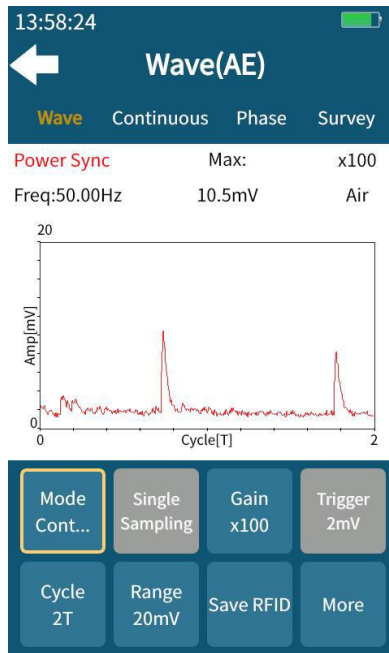 13:58:24
Wave(AE)
Wave Continuous Phase Survey
Power Sync Max: x100
Freq:50.00Hz 10.5mV Air
20
Amp[mV]
0
0 Cycle[T] 2
Mode Single Gain Trigger
Cont... Sampling x100 2mV
Cycle Range Save RFID More
2T 20mV